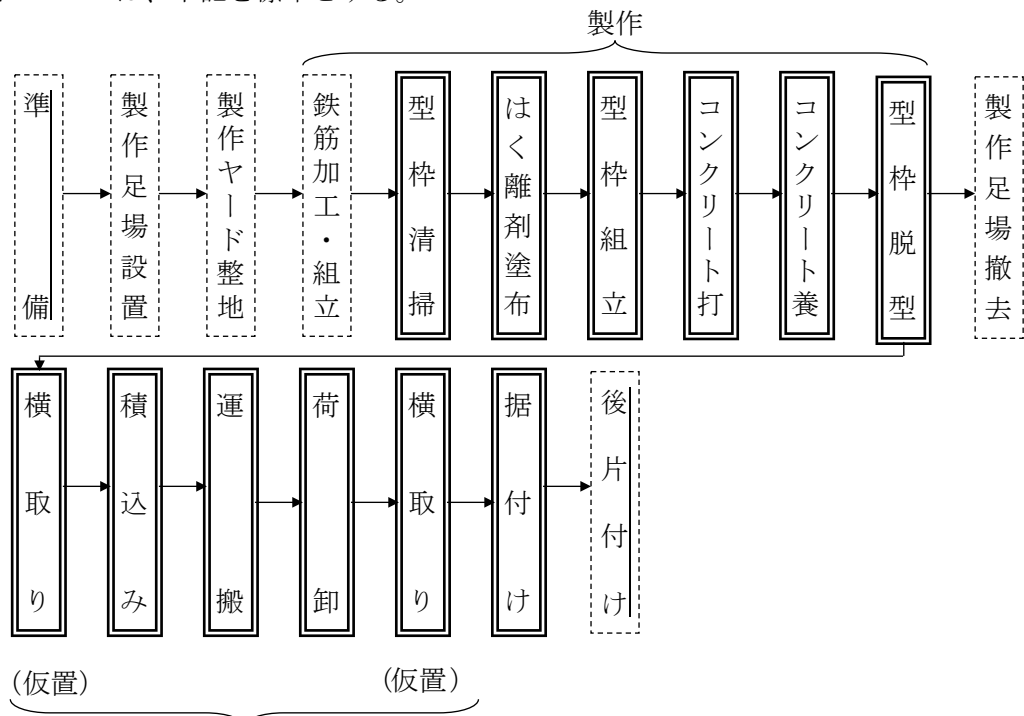 製作
準備
製作足場設置
製作ヤード整地
鉄筋加工・組立
型枠清掃
はく離剤塗布
型枠組立
コンクリート打
コンクリート養
型枠脱型
製作足場撤去
横取り
積込み
運搬
荷卸
横取り
据付け
後片付け
(仮置)
(仮置)